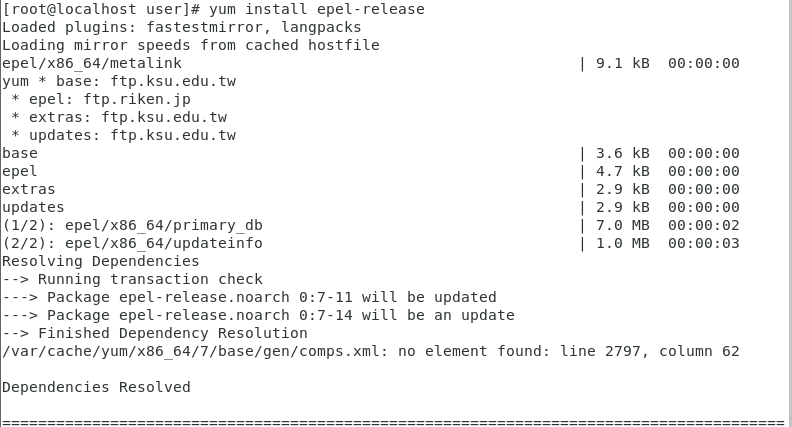 [root@localhost user]# yum install epel-release
Loaded plugins: fastestmirror, langpacks
Loading mirror speeds from cached hostfile
epel/x86_64/metalink                                            | 9.1 kB  00:00:00
yum * base: ftp.ksu.edu.tw
 * epel: ftp.riken.jp
 * extras: ftp.ksu.edu.tw
 * updates: ftp.ksu.edu.tw
base                                                            | 3.6 kB  00:00:00
epel                                                            | 4.7 kB  00:00:00
extras                                                          | 2.9 kB  00:00:00
updates                                                         | 2.9 kB  00:00:00
(1/2): epel/x86_64/primary_db                                   | 7.0 MB  00:00:02
(2/2): epel/x86_64/updateinfo                                   | 1.0 MB  00:00:03
Resolving Dependencies
--> Running transaction check
---> Package epel-release.noarch 0:7-11 will be updated
---> Package epel-release.noarch 0:7-14 will be an update
--> Finished Dependency Resolution
/var/cache/yum/x86_64/7/base/gen/comps.xml: no element found: line 2797, column 62

Dependencies Resolved

=======================================================================================